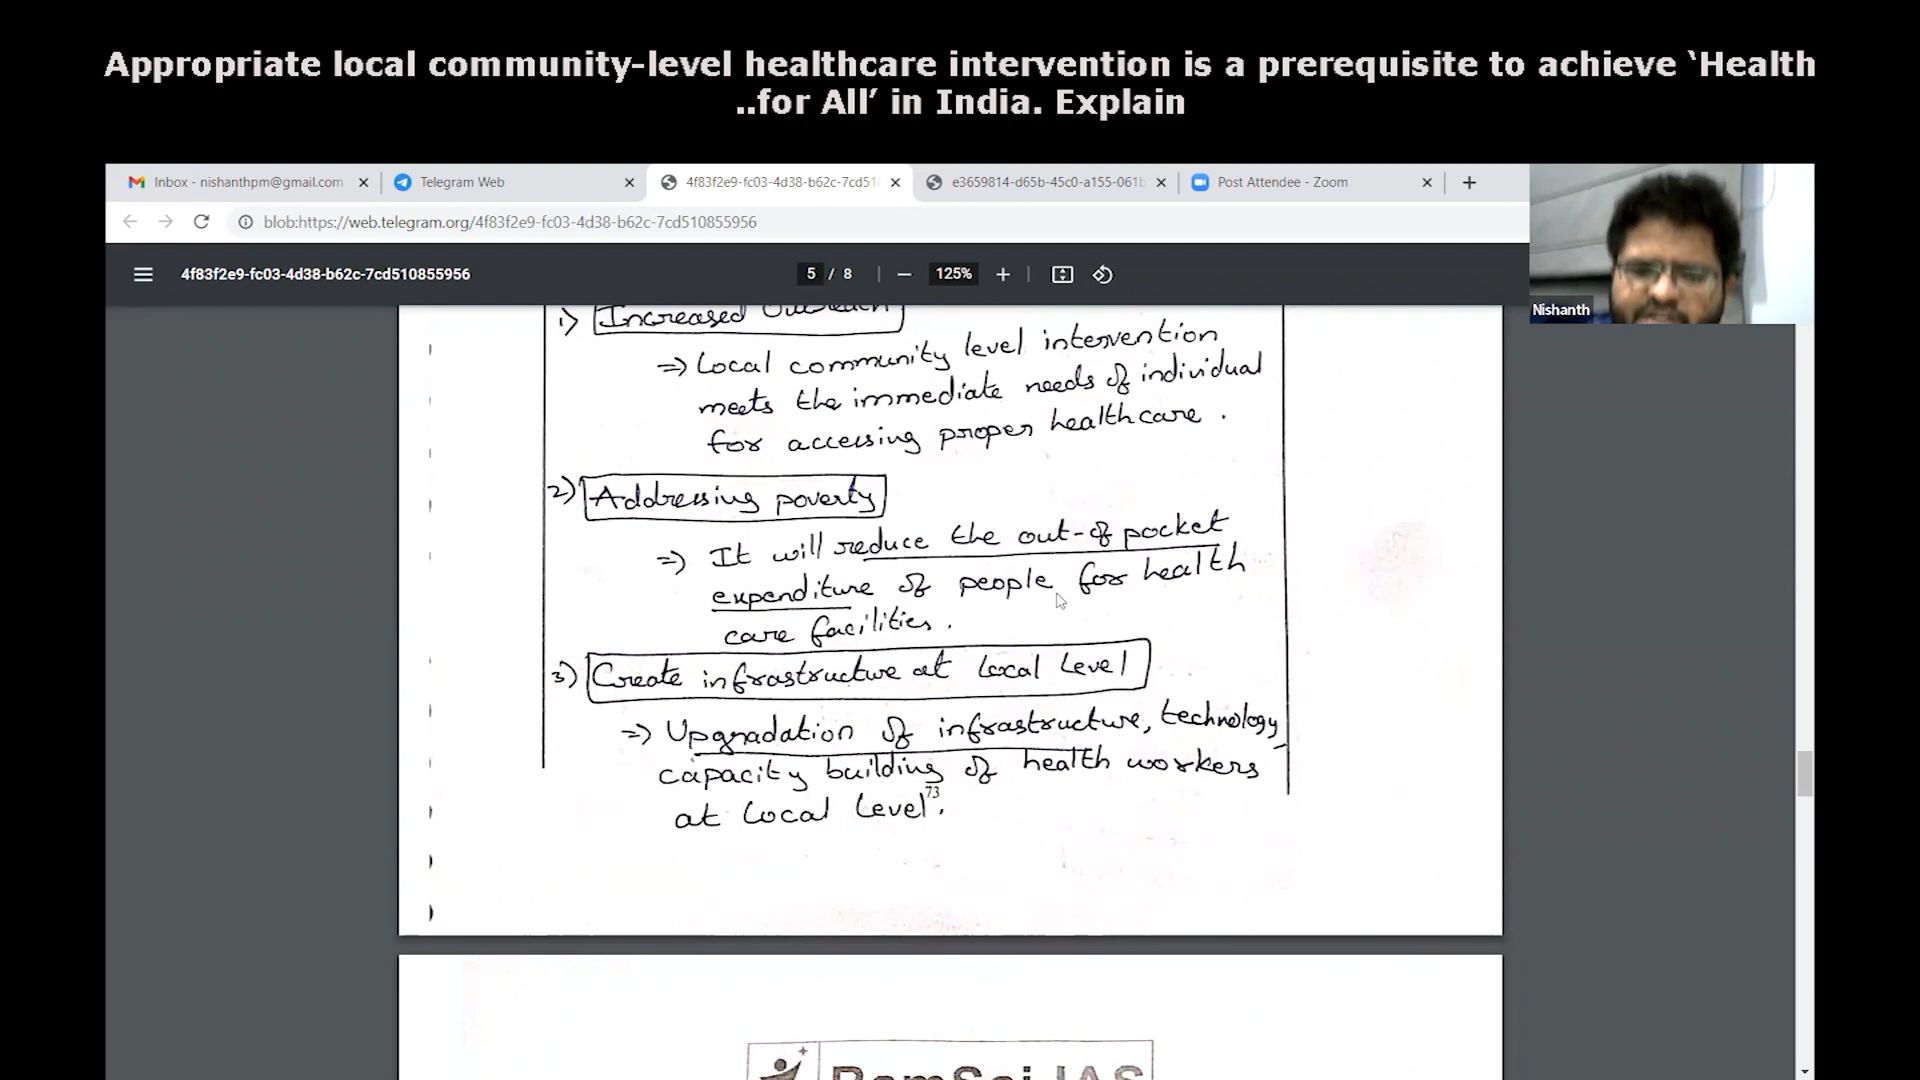 Appropriate local community-level healthcare intervention is a prerequisite to achieve ‘Health
..for All’ in India. Explain
Inbox - nishanthpm@gmail.com
Telegram Web
4f83f2e9-fc03-4d38-b62c-7cd51
e3659814-d65b-45c0-a155-061b
Post Attendee - Zoom
blob:https://web.telegram.org/4f83f2e9-fc03-4d38-b62c-7cd510855956
4f83f2e9-fc03-4d38-b62c-7cd510855956
5 / 8
125%
Nishanth
1) Increased Outreach
=> Local community level intervention
meets the immediate needs of individual
for accessing proper healthcare.
2) Addressing poverty
=> It will reduce the out-of pocket
expenditure of people for health
care facilities.
3) Create infrastructure at Local Level
=> Upgradation of infrastructure, technology
capacity building of health workers
at Local Level.
73
RamSai IAS